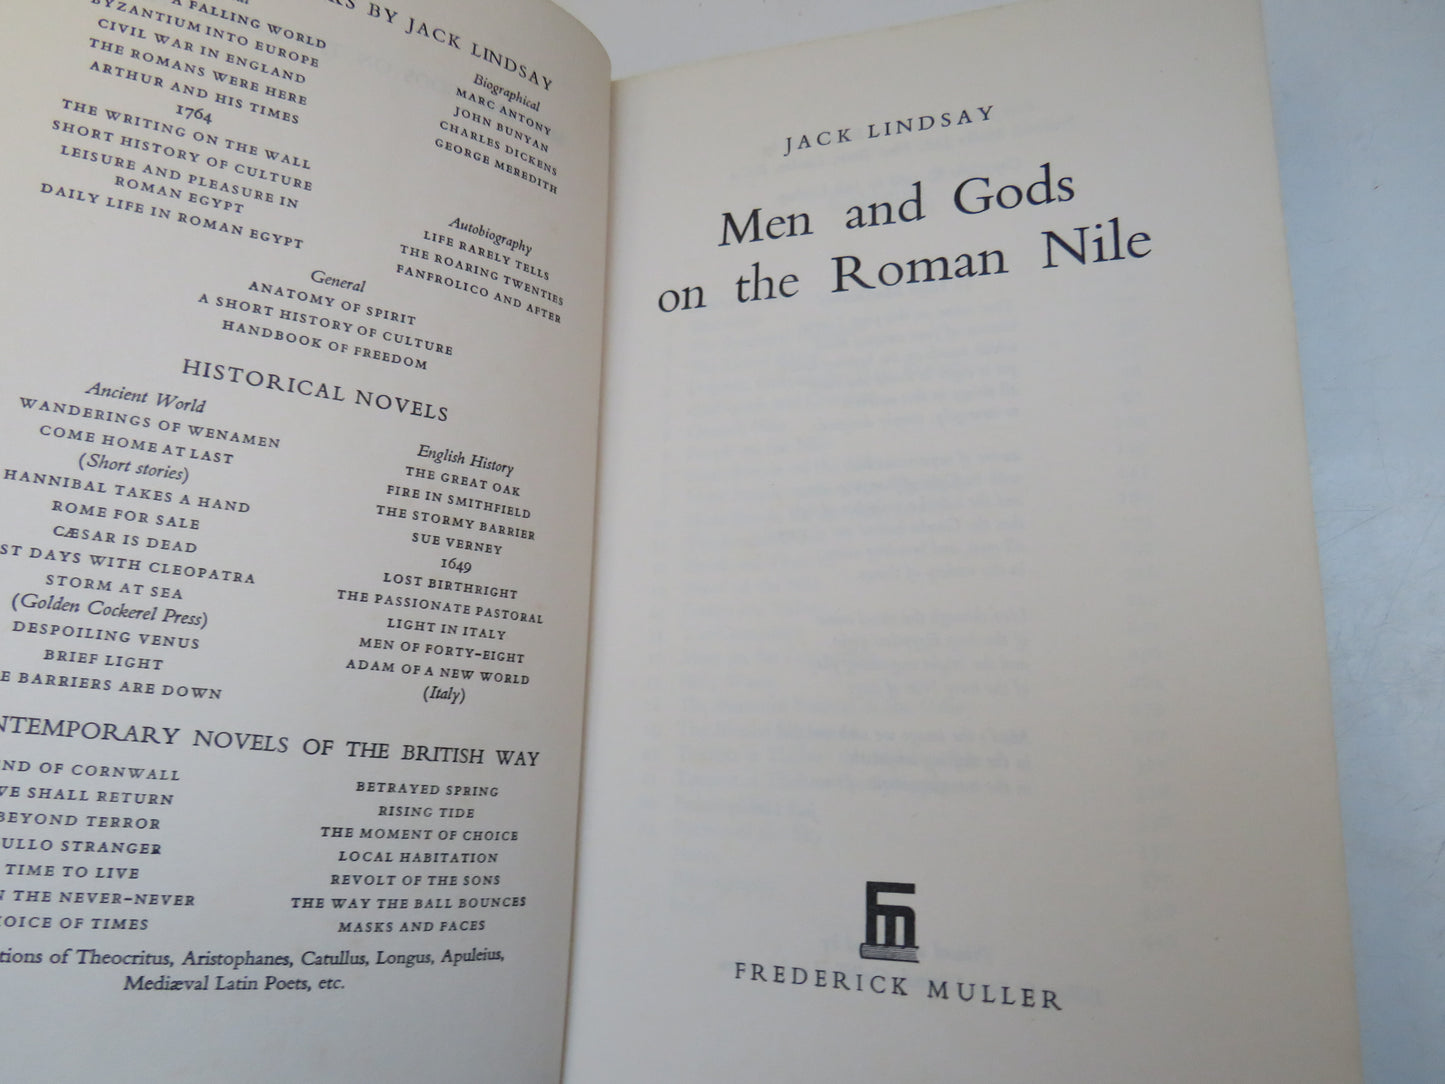 BY JACK LINDSAY
A FALLING WORLD
BYZANTIUM INTO EUROPE
CIVIL WAR IN ENGLAND
THE ROMANS WERE HERE
ARTHUR AND HIS TIMES
1764
THE WRITING ON THE WALL
SHORT HISTORY OF CULTURE
LEISURE AND PLEASURE IN
ROMAN EGYPT
DAILY LIFE IN ROMAN EGYPT
Biographical
MARC ANTONY
JOHN BUNYAN
CHARLES DICKENS
GEORGE MEREDITH
Autobiography
LIFE RARELY TELLS
THE ROARING TWENTIES
FANFROLICO AND AFTER
General
ANATOMY OF SPIRIT
A SHORT HISTORY OF CULTURE
HANDBOOK OF FREEDOM
HISTORICAL NOVELS
Ancient World
WANDERINGS OF WENAMEN
COME HOME AT LAST
(Short stories)
HANNIBAL TAKES A HAND
ROME FOR SALE
CÆSAR IS DEAD
ST DAYS WITH CLEOPATRA
STORM AT SEA
(Golden Cockerel Press)
DESPOILING VENUS
BRIEF LIGHT
E BARRIERS ARE DOWN
English History
THE GREAT OAK
FIRE IN SMITHFIELD
THE STORMY BARRIER
SUE VERNEY
1649
LOST BIRTHRIGHT
THE PASSIONATE PASTORAL
LIGHT IN ITALY
MEN OF FORTY-EIGHT
ADAM OF A NEW WORLD
(Italy)
NTEMPORARY NOVELS OF THE BRITISH WAY
ND OF CORNWALL
WE SHALL RETURN
BEYOND TERROR
ULLO STRANGER
TIME TO LIVE
N THE NEVER-NEVER
OICE OF TIMES
BETRAYED SPRING
RISING TIDE
THE MOMENT OF CHOICE
LOCAL HABITATION
REVOLT OF THE SONS
THE WAY THE BALL BOUNCES
MASKS AND FACES
tions of Theocritus, Aristophanes, Catullus, Longus, Apuleius,
Mediæval Latin Poets, etc.
JACK LINDSAY
Men and Gods
on the Roman Nile
Fm
FREDERICK MULLER